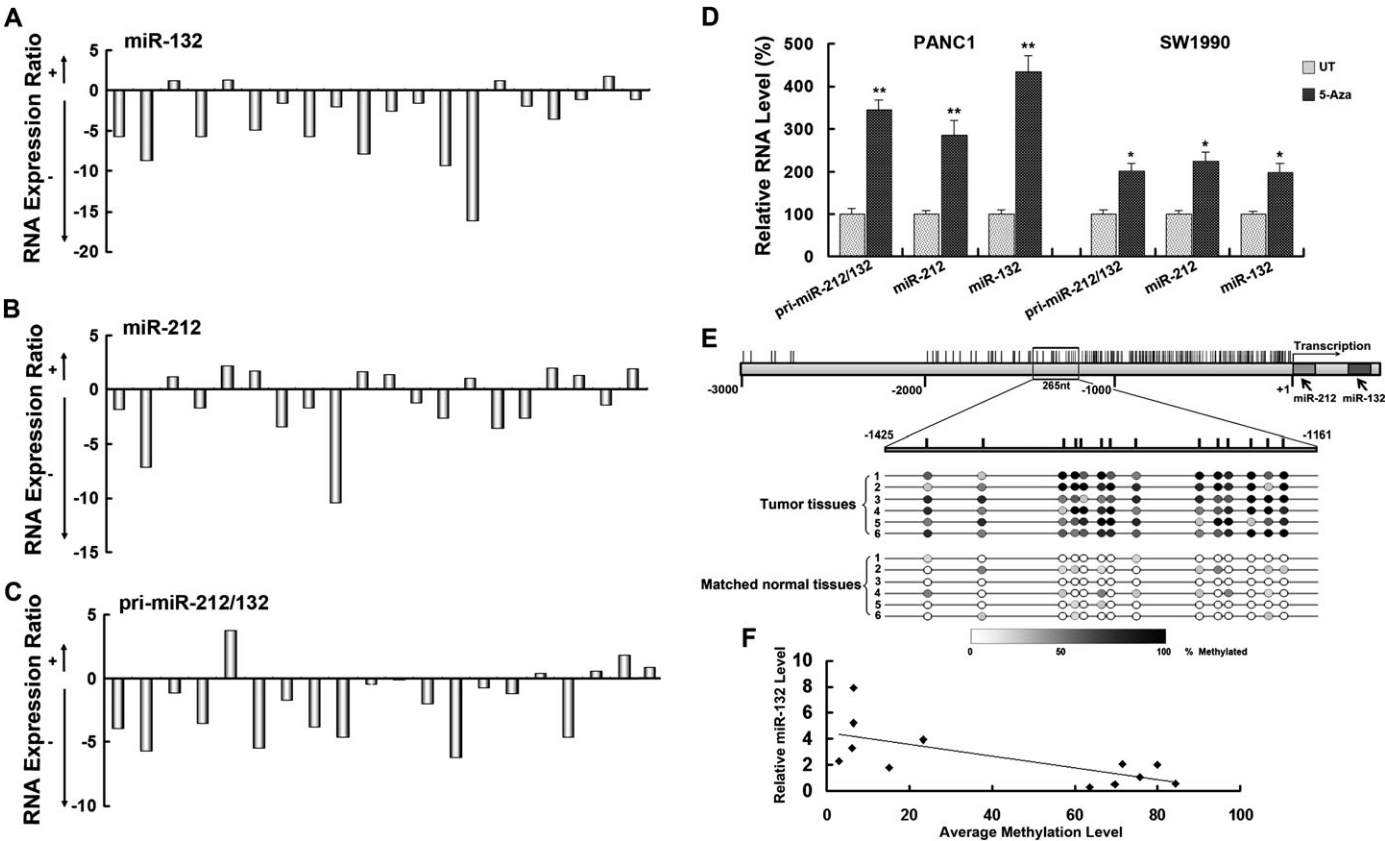 A
miR-132
RNA Expression Ratio
- +
5
0
-5
-10
-15
-20
B
miR-212
RNA Expression Ratio
- +
5
0
-5
-10
-15
C
pri-miR-212/132
RNA Expression Ratio
- +
5
0
-5
-10
D
PANC1 SW1990
Relative RNA Level (%)
500
400
300
200
100
0
** ** ** * * *
UT
5-Aza
pri-miR-212/132 miR-212 miR-132 pri-miR-212/132 miR-212 miR-132
E
Transcription
-3000 -2000 265nt -1000 +1 miR-212 miR-132
-1425 -1161
Tumor tissues
1
2
3
4
5
6
Matched normal tissues
1
2
3
4
5
6
0 50 100 % Methylated
F
Relative miR-132 Level
10
8
6
4
2
0
0 20 40 60 80 100
Average Methylation Level